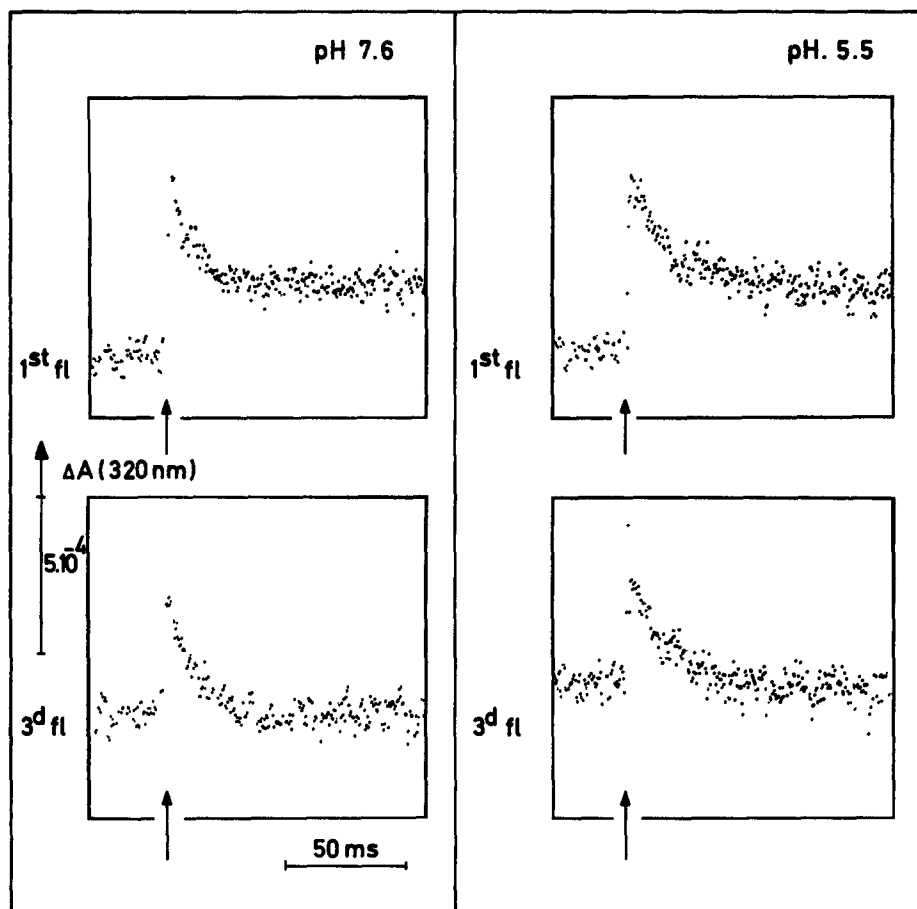 pH 7.6
pH. 5.5
1st fl
1st fl
ΔA (320 nm)
5.10-4
3d fl
3d fl
50 ms